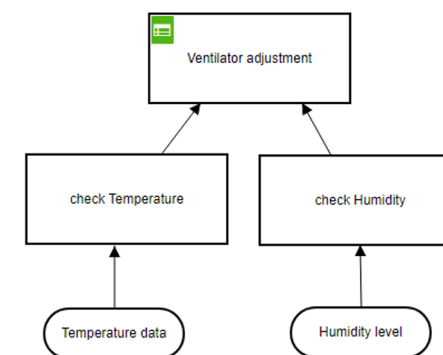 Ventilator adjustment
check Temperature
check Humidity
Temperature data
Humidity level